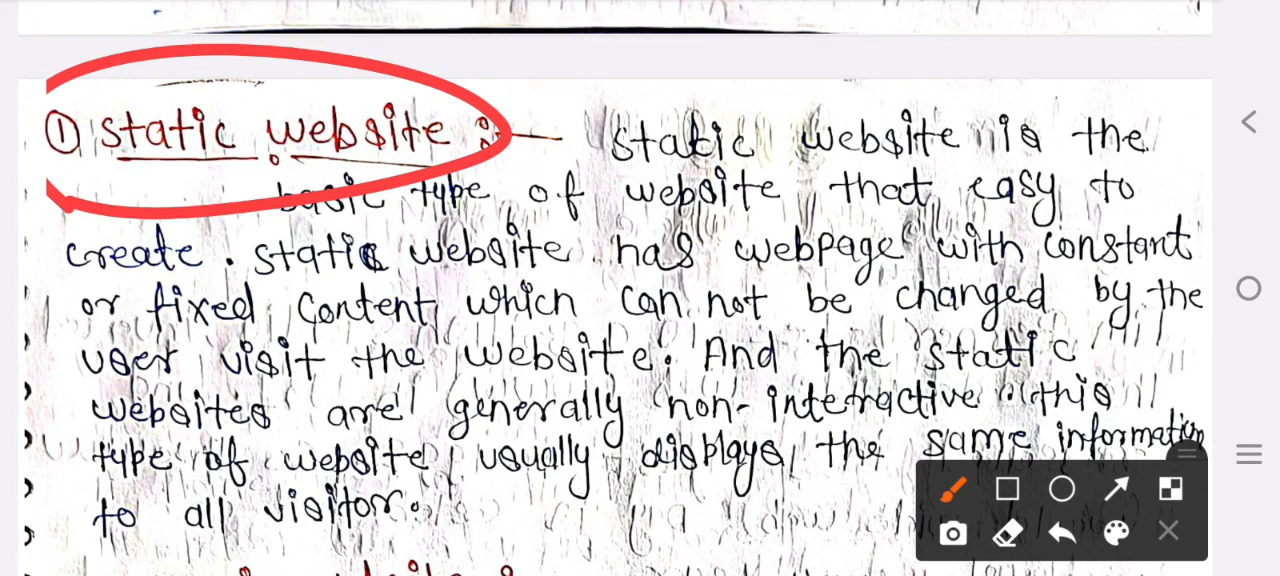 ① static website :- static website is the
basic type of website that easy to
create. static website has webpage with constant
or fixed content which can not be changed by the
user visit the website. And the static
websites are generally non-interactive this
type of website usually displays the same information
to all visitor.